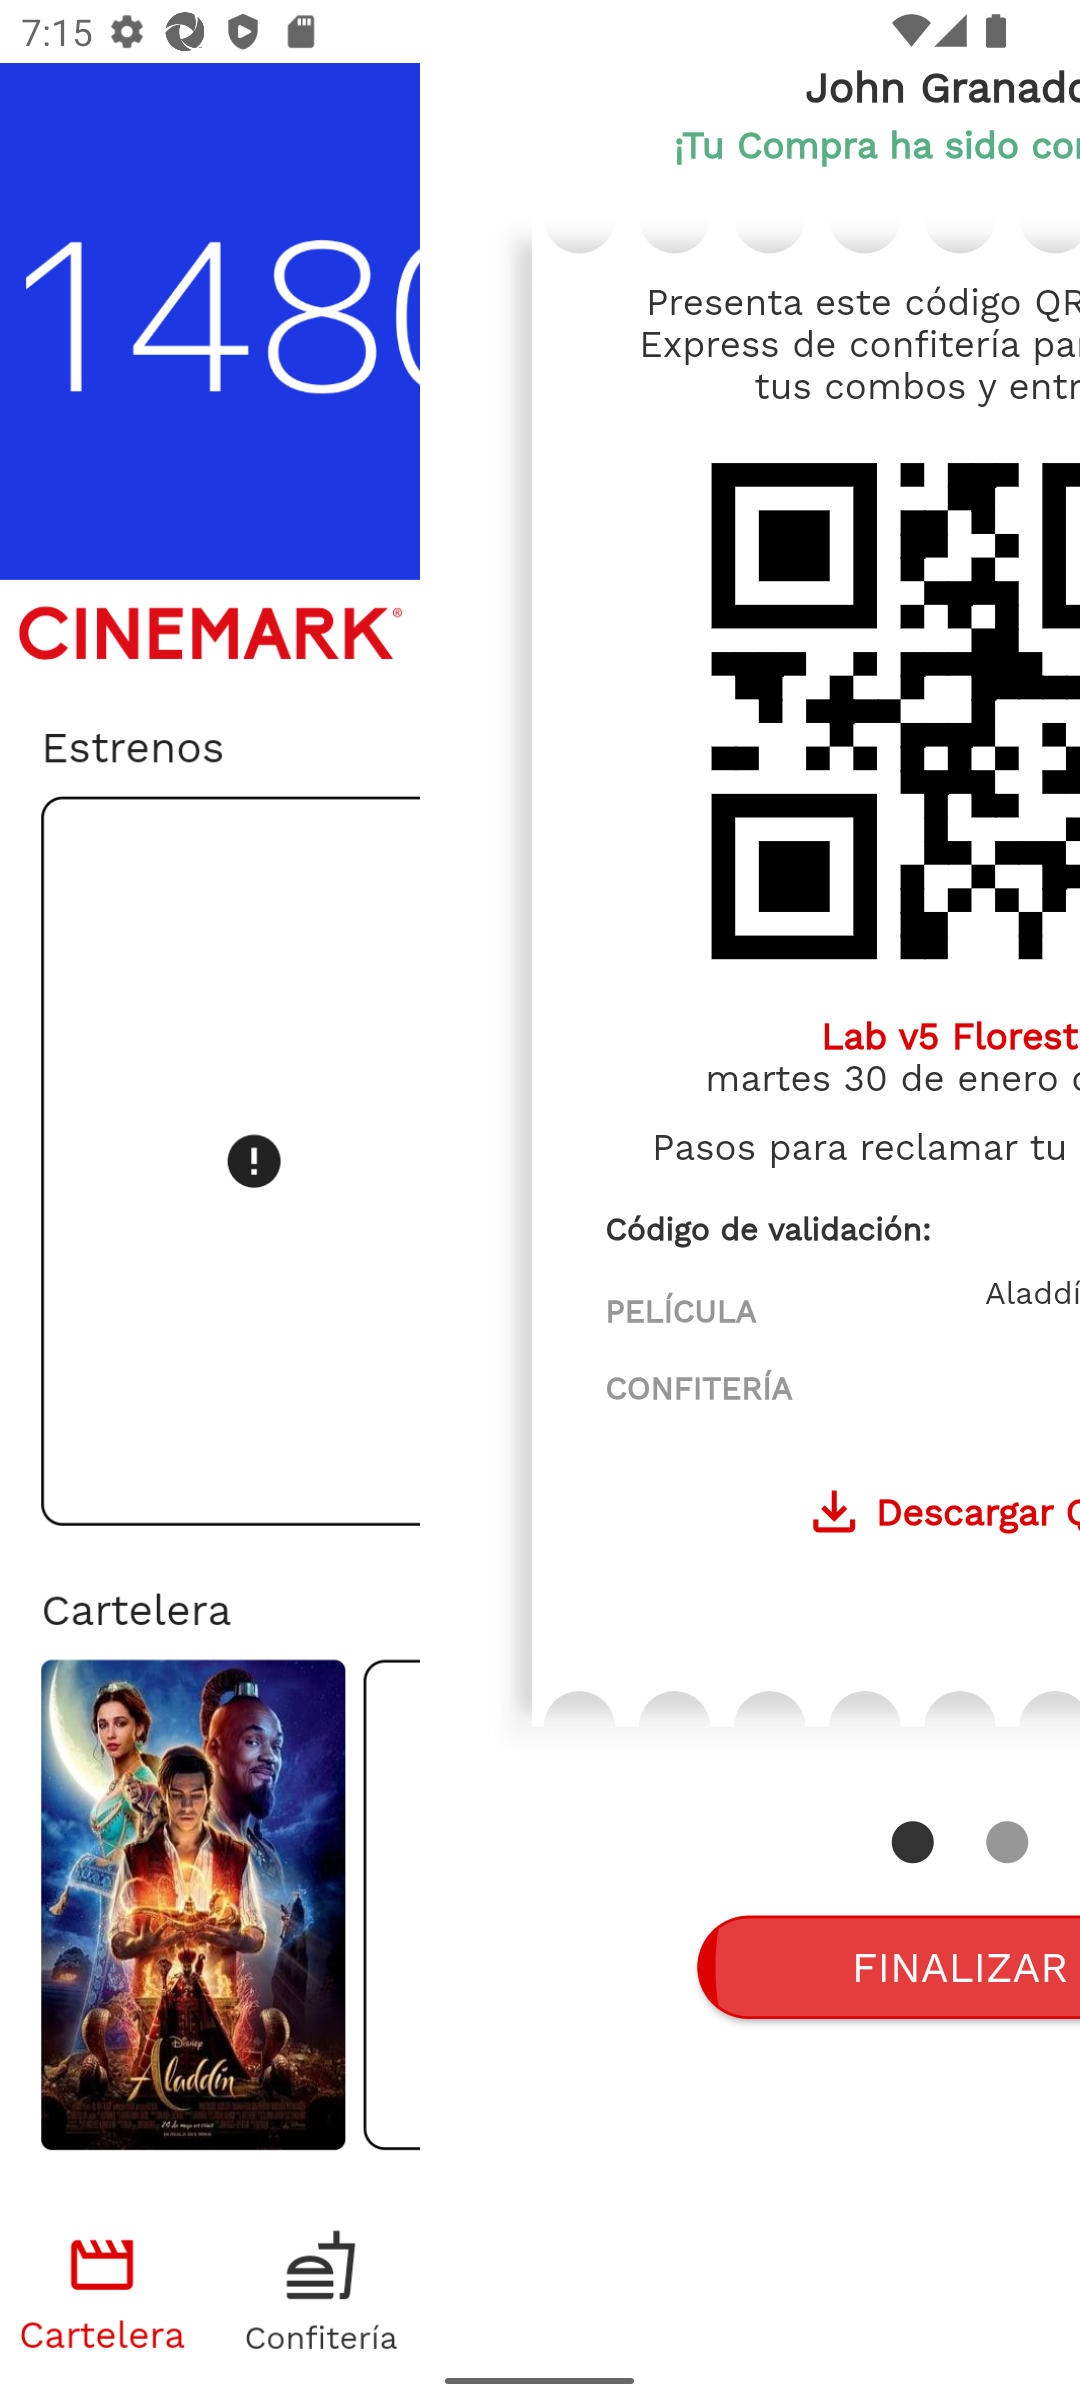 7:15
John Granado
¡Tu Compra ha sido con
1480
Presenta este código QR
Express de confitería par
tus combos y entr
CINEMARK®
Estrenos
Lab v5 Florest
martes 30 de enero d
Pasos para reclamar tu
Código de validación:
PELÍCULA
Aladdí
CONFITERÍA
Descargar Q
Cartelera
Disney
Aladdin
FINALIZAR
Cartelera
Confitería